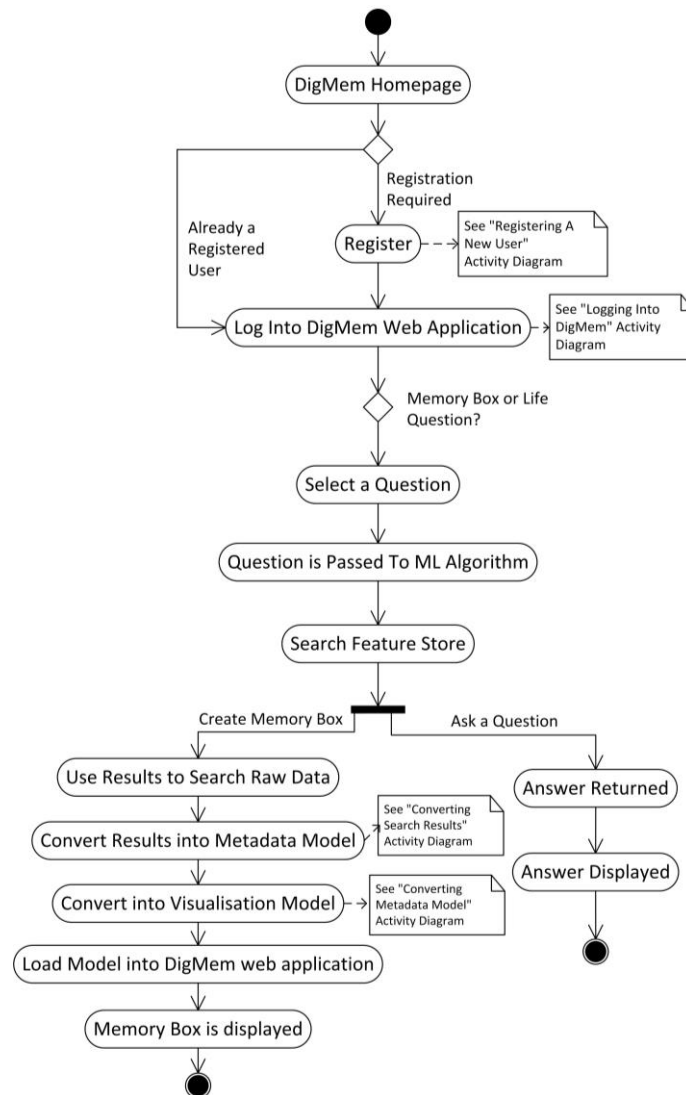 DigMem Homepage
Registration
Required
Already a
Registered
User
Register
See "Registering A
New User"
Activity Diagram
Log Into DigMem Web Application
See "Logging Into
DigMem" Activity
Diagram
Memory Box or Life
Question?
Select a Question
Question is Passed To ML Algorithm
Search Feature Store
Create Memory Box
Ask a Question
Use Results to Search Raw Data
Answer Returned
Convert Results into Metadata Model
See "Converting
Search Results"
Activity Diagram
Answer Displayed
Convert into Visualisation Model
See "Converting
Metadata Model"
Activity Diagram
Load Model into DigMem web application
Memory Box is displayed